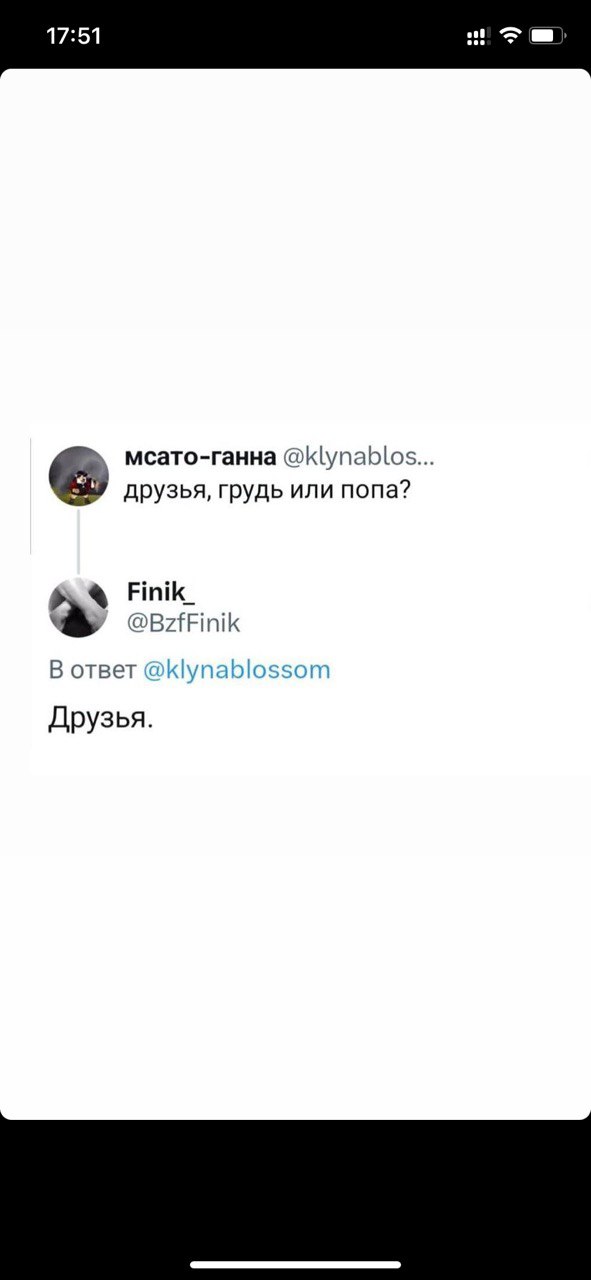 17:51
мсато-ганна @klynablos...
друзья, грудь или попа?
Finik_
@BzfFinik
В ответ @klynablossom
Друзья.